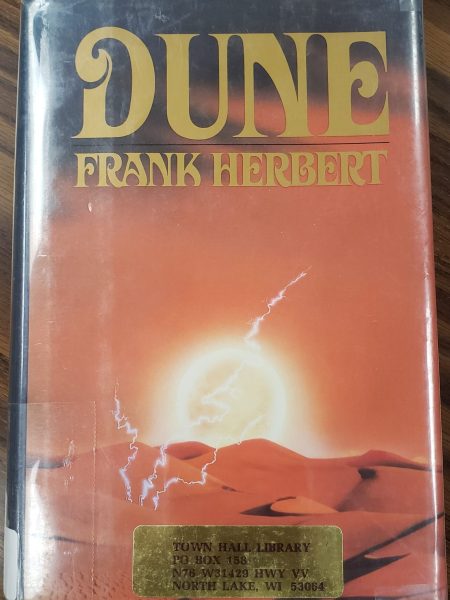 DUNE
FRANK HERBERT
TOWN HALL LIBRARY
PO BOX 158
N76 W31429 HWY VV
NORTH LAKE, WI 53064